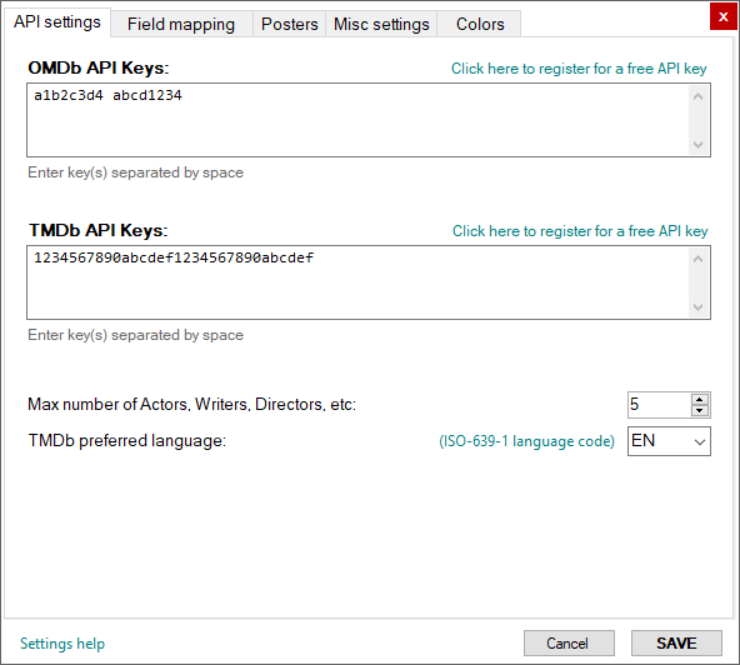 API settings Field mapping Posters Misc settings Colors x
OMDb API Keys: Click here to register for a free API key
a1b2c3d4 abcd1234
Enter key(s) separated by space
TMDb API Keys: Click here to register for a free API key
1234567890abcdef1234567890abcdef
Enter key(s) separated by space
Max number of Actors, Writers, Directors, etc: 5
TMDb preferred language: (ISO-639-1 language code) EN
Settings help Cancel SAVE